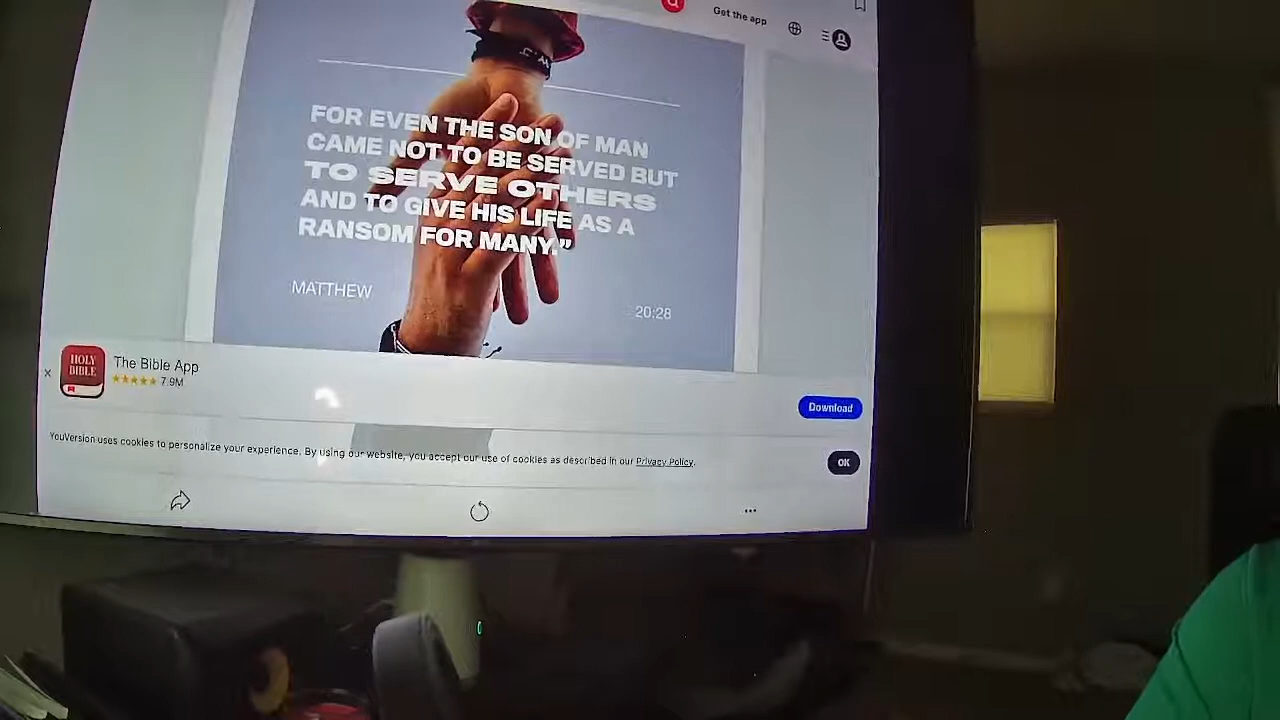 Get the app
FOR EVEN THE SON OF MAN
CAME NOT TO BE SERVED BUT
TO SERVE OTHERS
AND TO GIVE HIS LIFE AS A
RANSOM FOR MANY.”
MATTHEW
20:28
HOLY
BIBLE
The Bible App
7.9M
Download
YouVersion uses cookies to personalize your experience. By using our website, you accept our use of cookies as described in our Privacy Policy.
OK